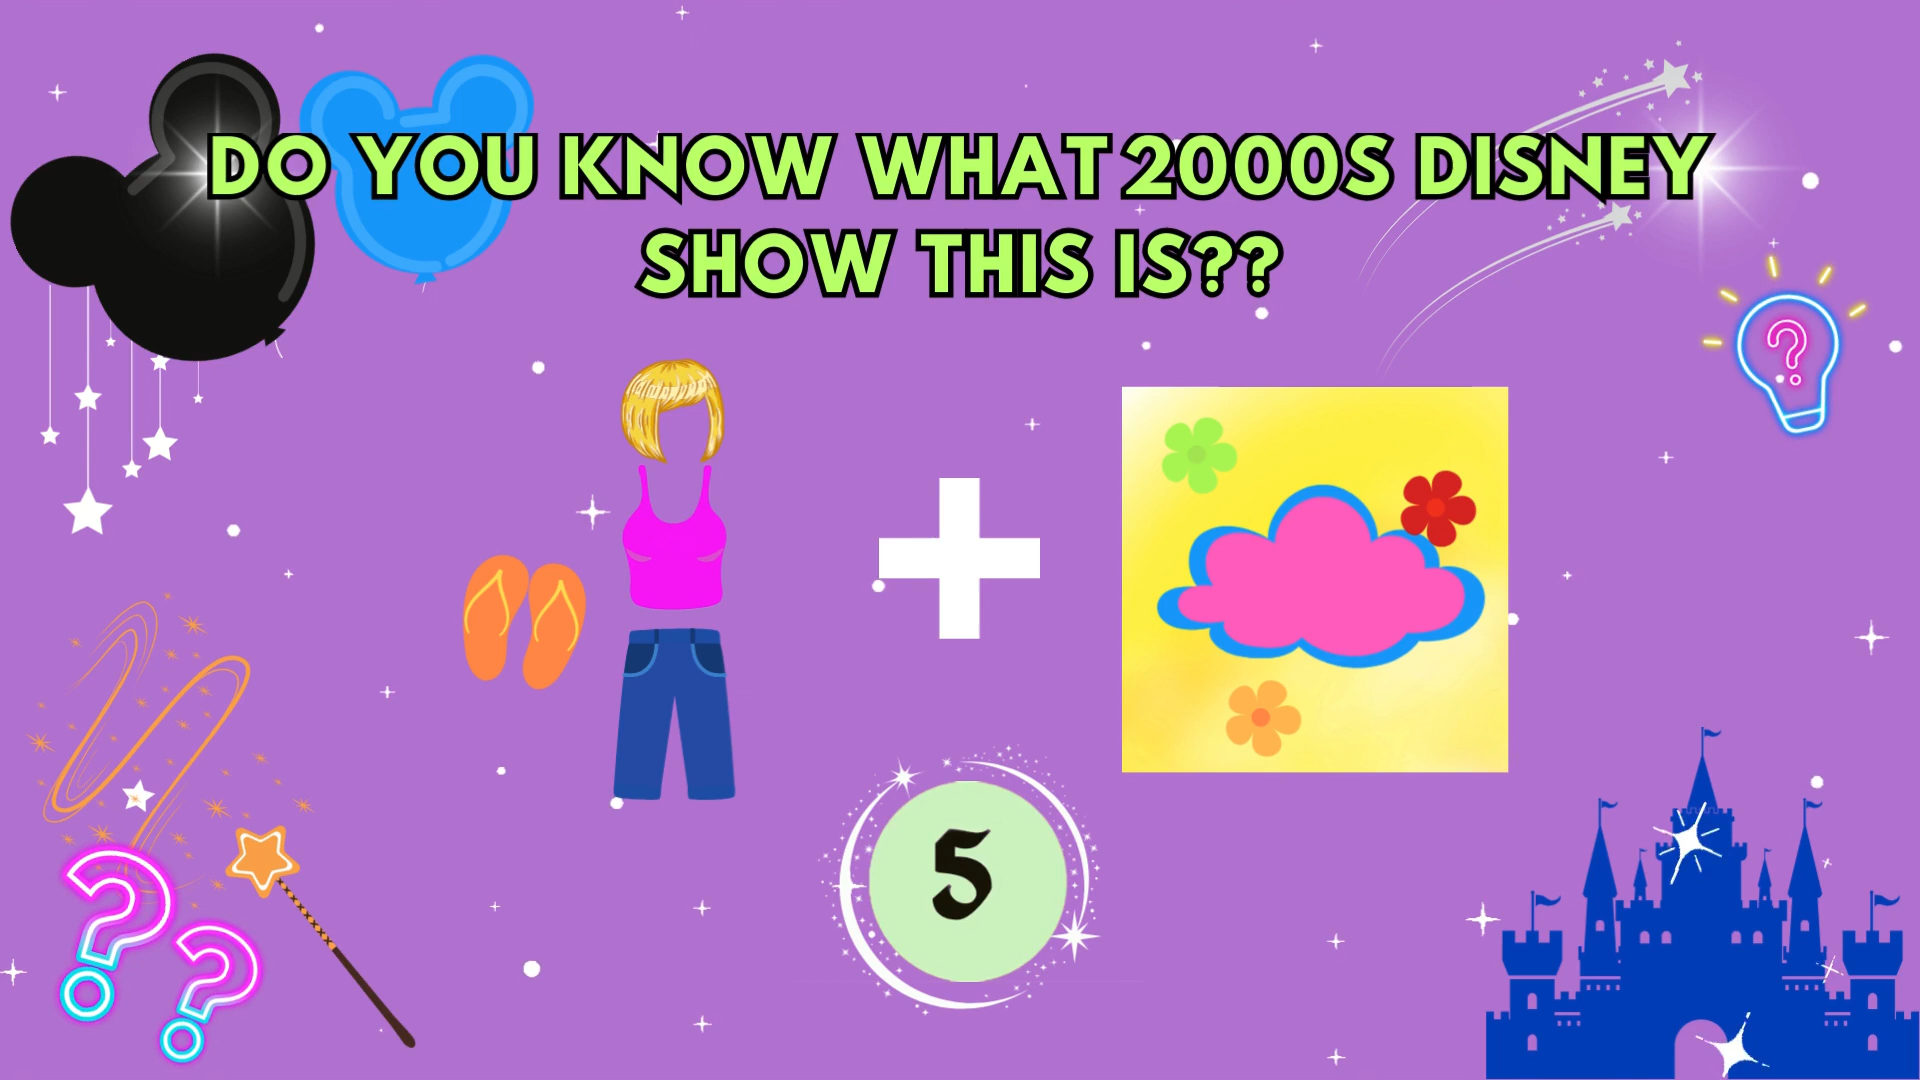 DO YOU KNOW WHAT 2000S DISNEY
SHOW THIS IS??
?
5
? ?